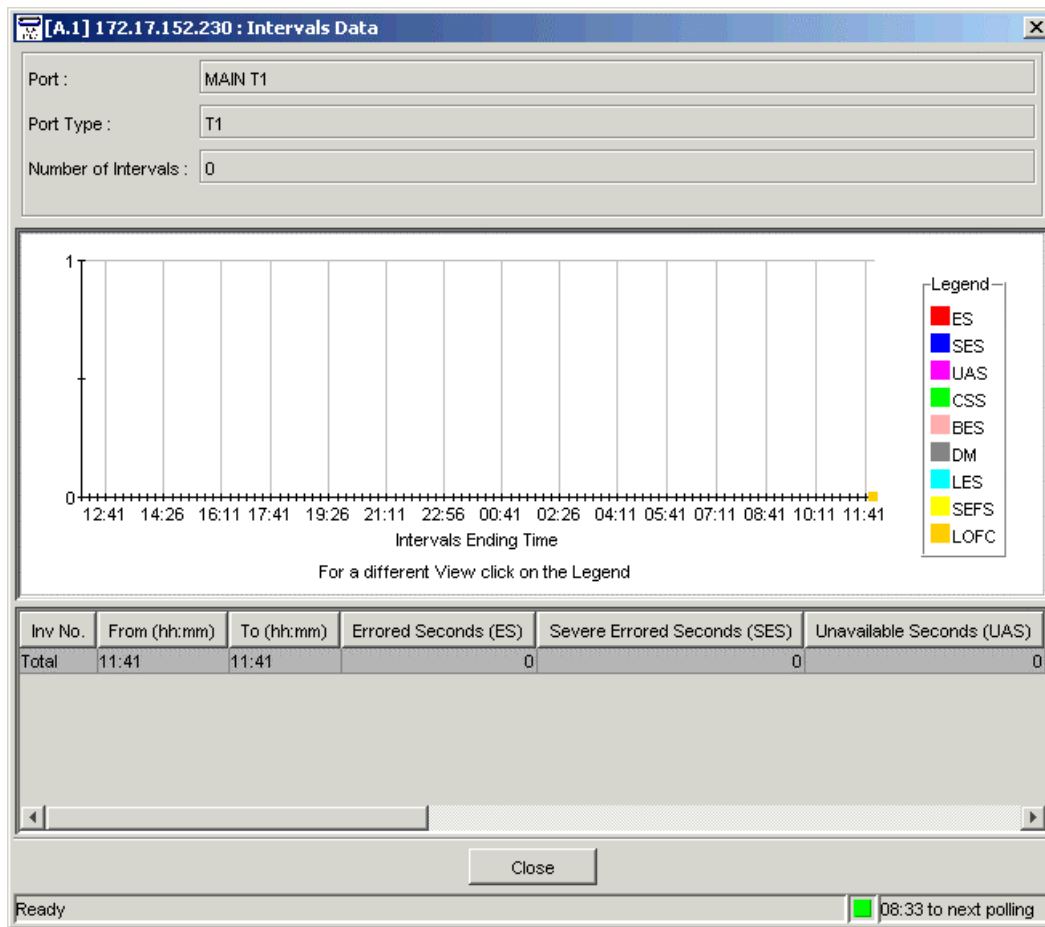 [A.1] 172.17.152.230 : Intervals Data
Port : MAIN T1
Port Type : T1
Number of Intervals : 0
1
0
12:41 14:26 16:11 17:41 19:26 21:11 22:56 00:41 02:26 04:11 05:41 07:11 08:41 10:11 11:41
Intervals Ending Time
For a different View click on the Legend
Legend
ES
SES
UAS
CSS
BES
DM
LES
SEFS
LOFC
Inv No. From (hh:mm) To (hh:mm) Errored Seconds (ES) Severe Errored Seconds (SES) Unavailable Seconds (UAS)
Total 11:41 11:41 0 0 0
Close
Ready 08:33 to next polling